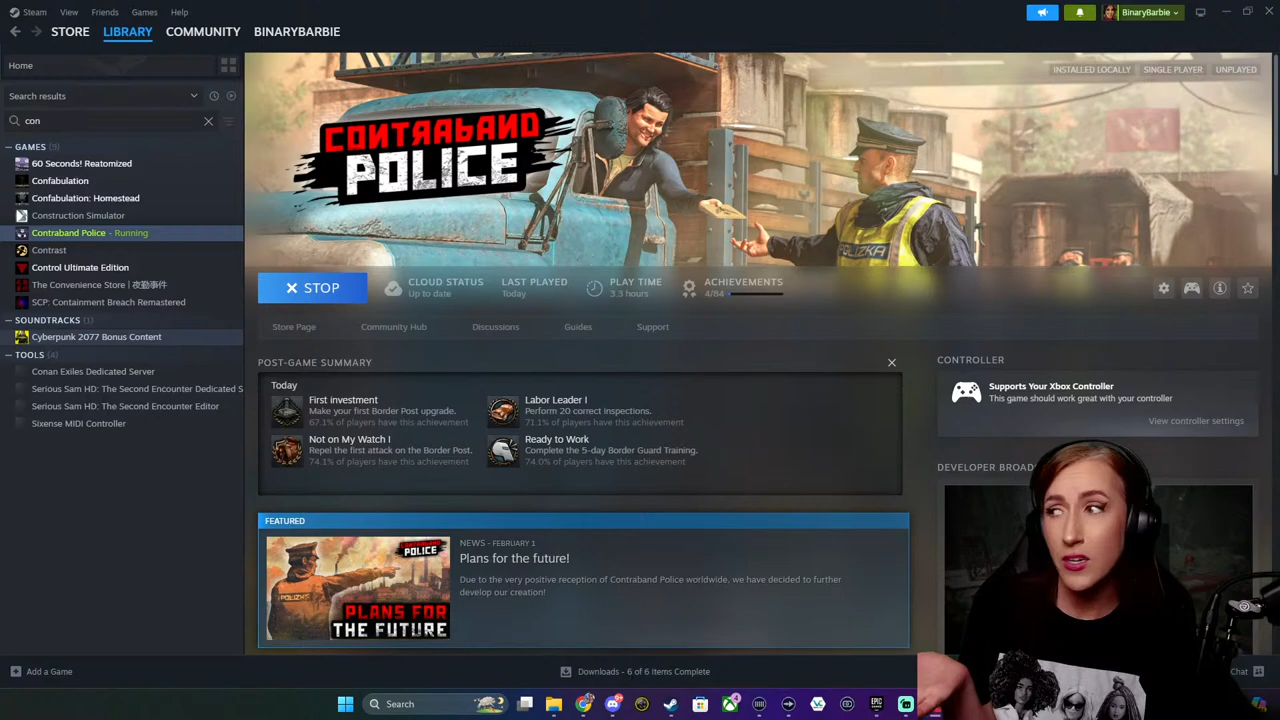 Steam View Friends Games Help
BinaryBarbie
STORE LIBRARY COMMUNITY BINARYBARBIE
Home
Search results
con
GAMES (9)
60 Seconds! Reatomized
Confabulation
Confabulation: Homestead
Construction Simulator
Contraband Police - Running
Contrast
Control Ultimate Edition
The Convenience Store | 夜勤事件
SCP: Containment Breach Remastered
SOUNDTRACKS (1)
Cyberpunk 2077 Bonus Content
TOOLS (4)
Conan Exiles Dedicated Server
Serious Sam HD: The Second Encounter Dedicated S
Serious Sam HD: The Second Encounter Editor
Sixense MIDI Controller
INSTALLED LOCALLY SINGLE PLAYER UNPLAYED
CONTRABAND
POLICE
POLIZKA
STOP
CLOUD STATUS
Up to date
LAST PLAYED
Today
PLAY TIME
3.3 hours
ACHIEVEMENTS
4/84
Store Page Community Hub Discussions Guides Support
POST-GAME SUMMARY
Today
First investment
Make your first Border Post upgrade.
67.1% of players have this achievement
Labor Leader I
Perform 20 correct inspections.
71.1% of players have this achievement
Not on My Watch I
Repel the first attack on the Border Post.
74.1% of players have this achievement
Ready to Work
Complete the 5-day Border Guard Training.
74.0% of players have this achievement
FEATURED
CONTRABAND
POLICE
PLANS FOR
THE FUTURE
NEWS - FEBRUARY 1
Plans for the future!
Due to the very positive reception of Contraband Police worldwide, we have decided to further
develop our creation!
CONTROLLER
Supports Your Xbox Controller
This game should work great with your controller
View controller settings
DEVELOPER BROAD
Add a Game
Downloads - 6 of 6 Items Complete
Chat
Search